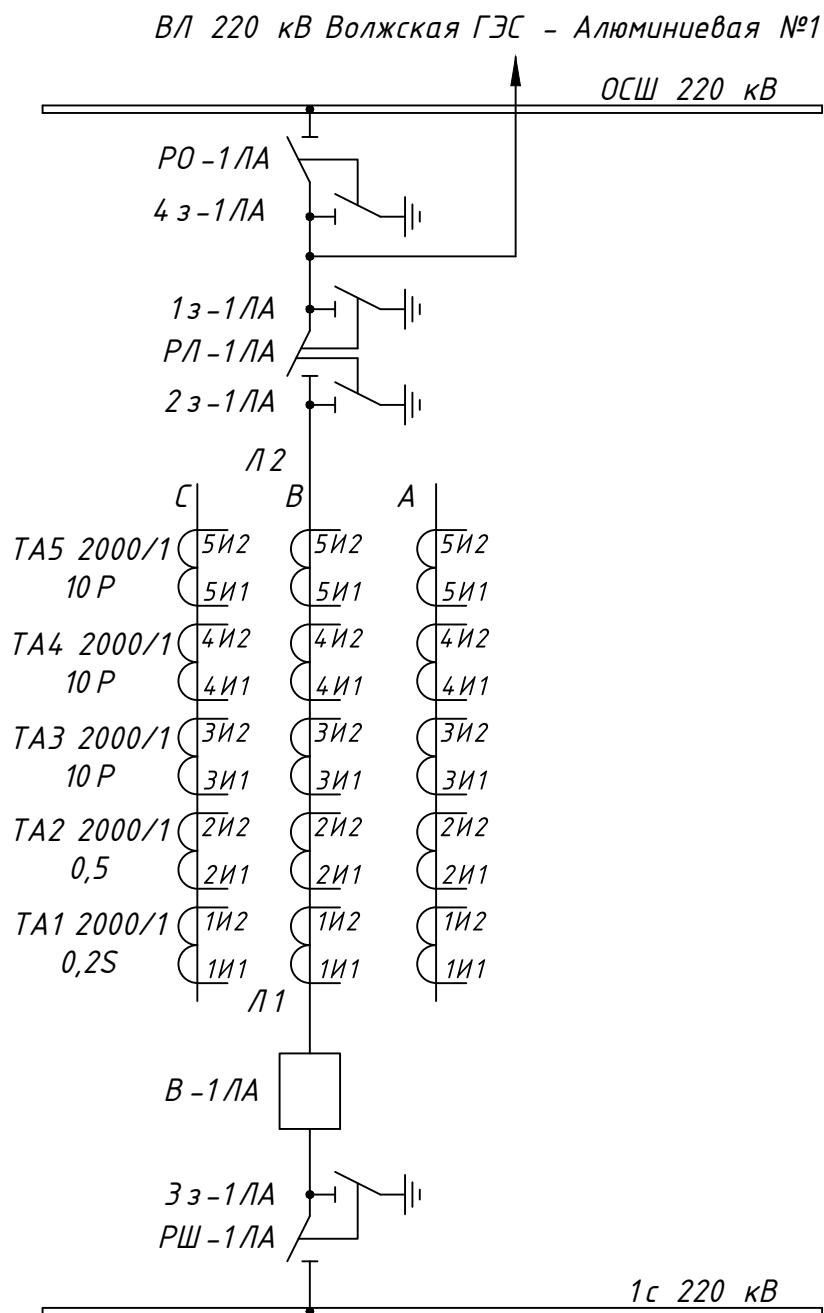 ВЛ 220 кВ Волжская ГЭС - Алюминиевая №1
ОСШ 220 кВ
РО-1ЛА
4з-1ЛА
1з-1ЛА
РЛ-1ЛА
2з-1ЛА
Л2
С В А
ТА5 2000/1 5И2 5И2 5И2
10Р 5И1 5И1 5И1
ТА4 2000/1 4И2 4И2 4И2
10Р 4И1 4И1 4И1
ТА3 2000/1 3И2 3И2 3И2
10Р 3И1 3И1 3И1
ТА2 2000/1 2И2 2И2 2И2
0,5 2И1 2И1 2И1
ТА1 2000/1 1И2 1И2 1И2
0,2S 1И1 1И1 1И1
Л1
В-1ЛА
3з-1ЛА
РШ-1ЛА
1с 220 кВ